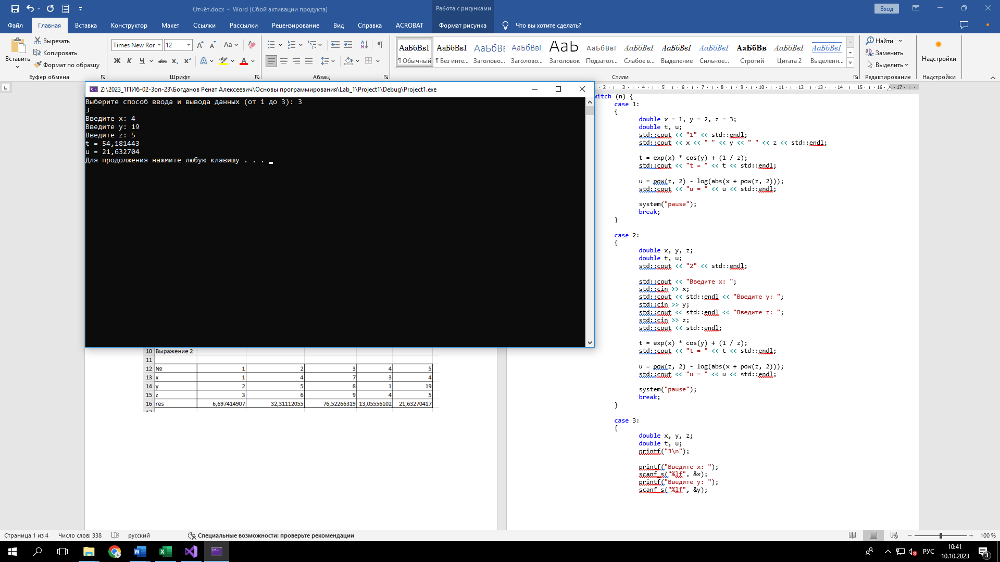 Отчёт.docx - Word (Сбой активации продукта)
Работа с рисунками
Вход
Файл
Главная
Вставка
Конструктор
Макет
Ссылки
Рассылки
Рецензирование
Вид
Справка
ACROBAT
Формат рисунка
Что вы хотите сделать?
Вставить
Вырезать
Копировать
Формат по образцу
Буфер обмена
Times New Ror
12
Шрифт
Абзац
АаБбВвІ АаБбВвІ АаБбВв АаБбВвГ АаБ АаБбВвГ АаБбВвІ АаБбВвІ АаБбВвІ АаБбВв АаБбВвІ АаБбВвІ
¶ Обычный
¶ Без инте...
Заголово...
Заголово...
Заголовок
Подзагол...
Слабое в...
Выделение
Сильное...
Строгий
Цитата 2
Выделенн...
Стили
Найти
Заменить
Выделить
Редактирование
Надстройки
Надстройки
Z:\2023_1ПИб-02-3оп-23\Богданов Ренат Алексеевич\Основы программирования\Lab_1\Project1\Debug\Project1.exe
Выберите способ ввода и вывода данных (от 1 до 3): 3
3
Введите x: 4
Введите y: 19
Введите z: 5
t = 54,181443
u = 21,632704
Для продолжения нажмите любую клавишу . . .
10 Выражение 2
11
12 № 1 2 3 4 5
13 x 1 4 7 3 4
14 y 2 5 8 1 19
15 z 3 6 9 4 5
16 res 6,697414907 32,31112055 76,52266319 13,05556102 21,63270417
2 1 2 3 4 5 6 7 8 9 10 11 12 13 14 15 16 17
witch (n) {
case 1:
{
double x = 1, y = 2, z = 3;
double t, u;
std::cout << "1" << std::endl;
std::cout << x << " " << y << " " << z << std::endl;
t = exp(x) * cos(y) + (1 / z);
std::cout << "t = " << t << std::endl;
u = pow(z, 2) - log(abs(x + pow(z, 2)));
std::cout << "u = " << u << std::endl;
system("pause");
break;
}
case 2:
{
double x, y, z;
double t, u;
std::cout << "2" << std::endl;
std::cout << "Введите x: ";
std::cin >> x;
std::cout << std::endl << "Введите y: ";
std::cin >> y;
std::cout << std::endl << "Введите z: ";
std::cin >> z;
std::cout << std::endl;
t = exp(x) * cos(y) + (1 / z);
std::cout << "t = " << t << std::endl;
u = pow(z, 2) - log(abs(x + pow(z, 2)));
std::cout << "u = " << u << std::endl;
system("pause");
break;
}
case 3:
{
double x, y, z;
double t, u;
printf("3\n");
printf("Введите x: ");
scanf_s("%lf", &x);
printf("Введите y: ");
scanf_s("%lf", &y);
Страница 1 из 4
Число слов: 338
русский
Специальные возможности: проверьте рекомендации
100 %
РУС
10:41
10.10.2023
3